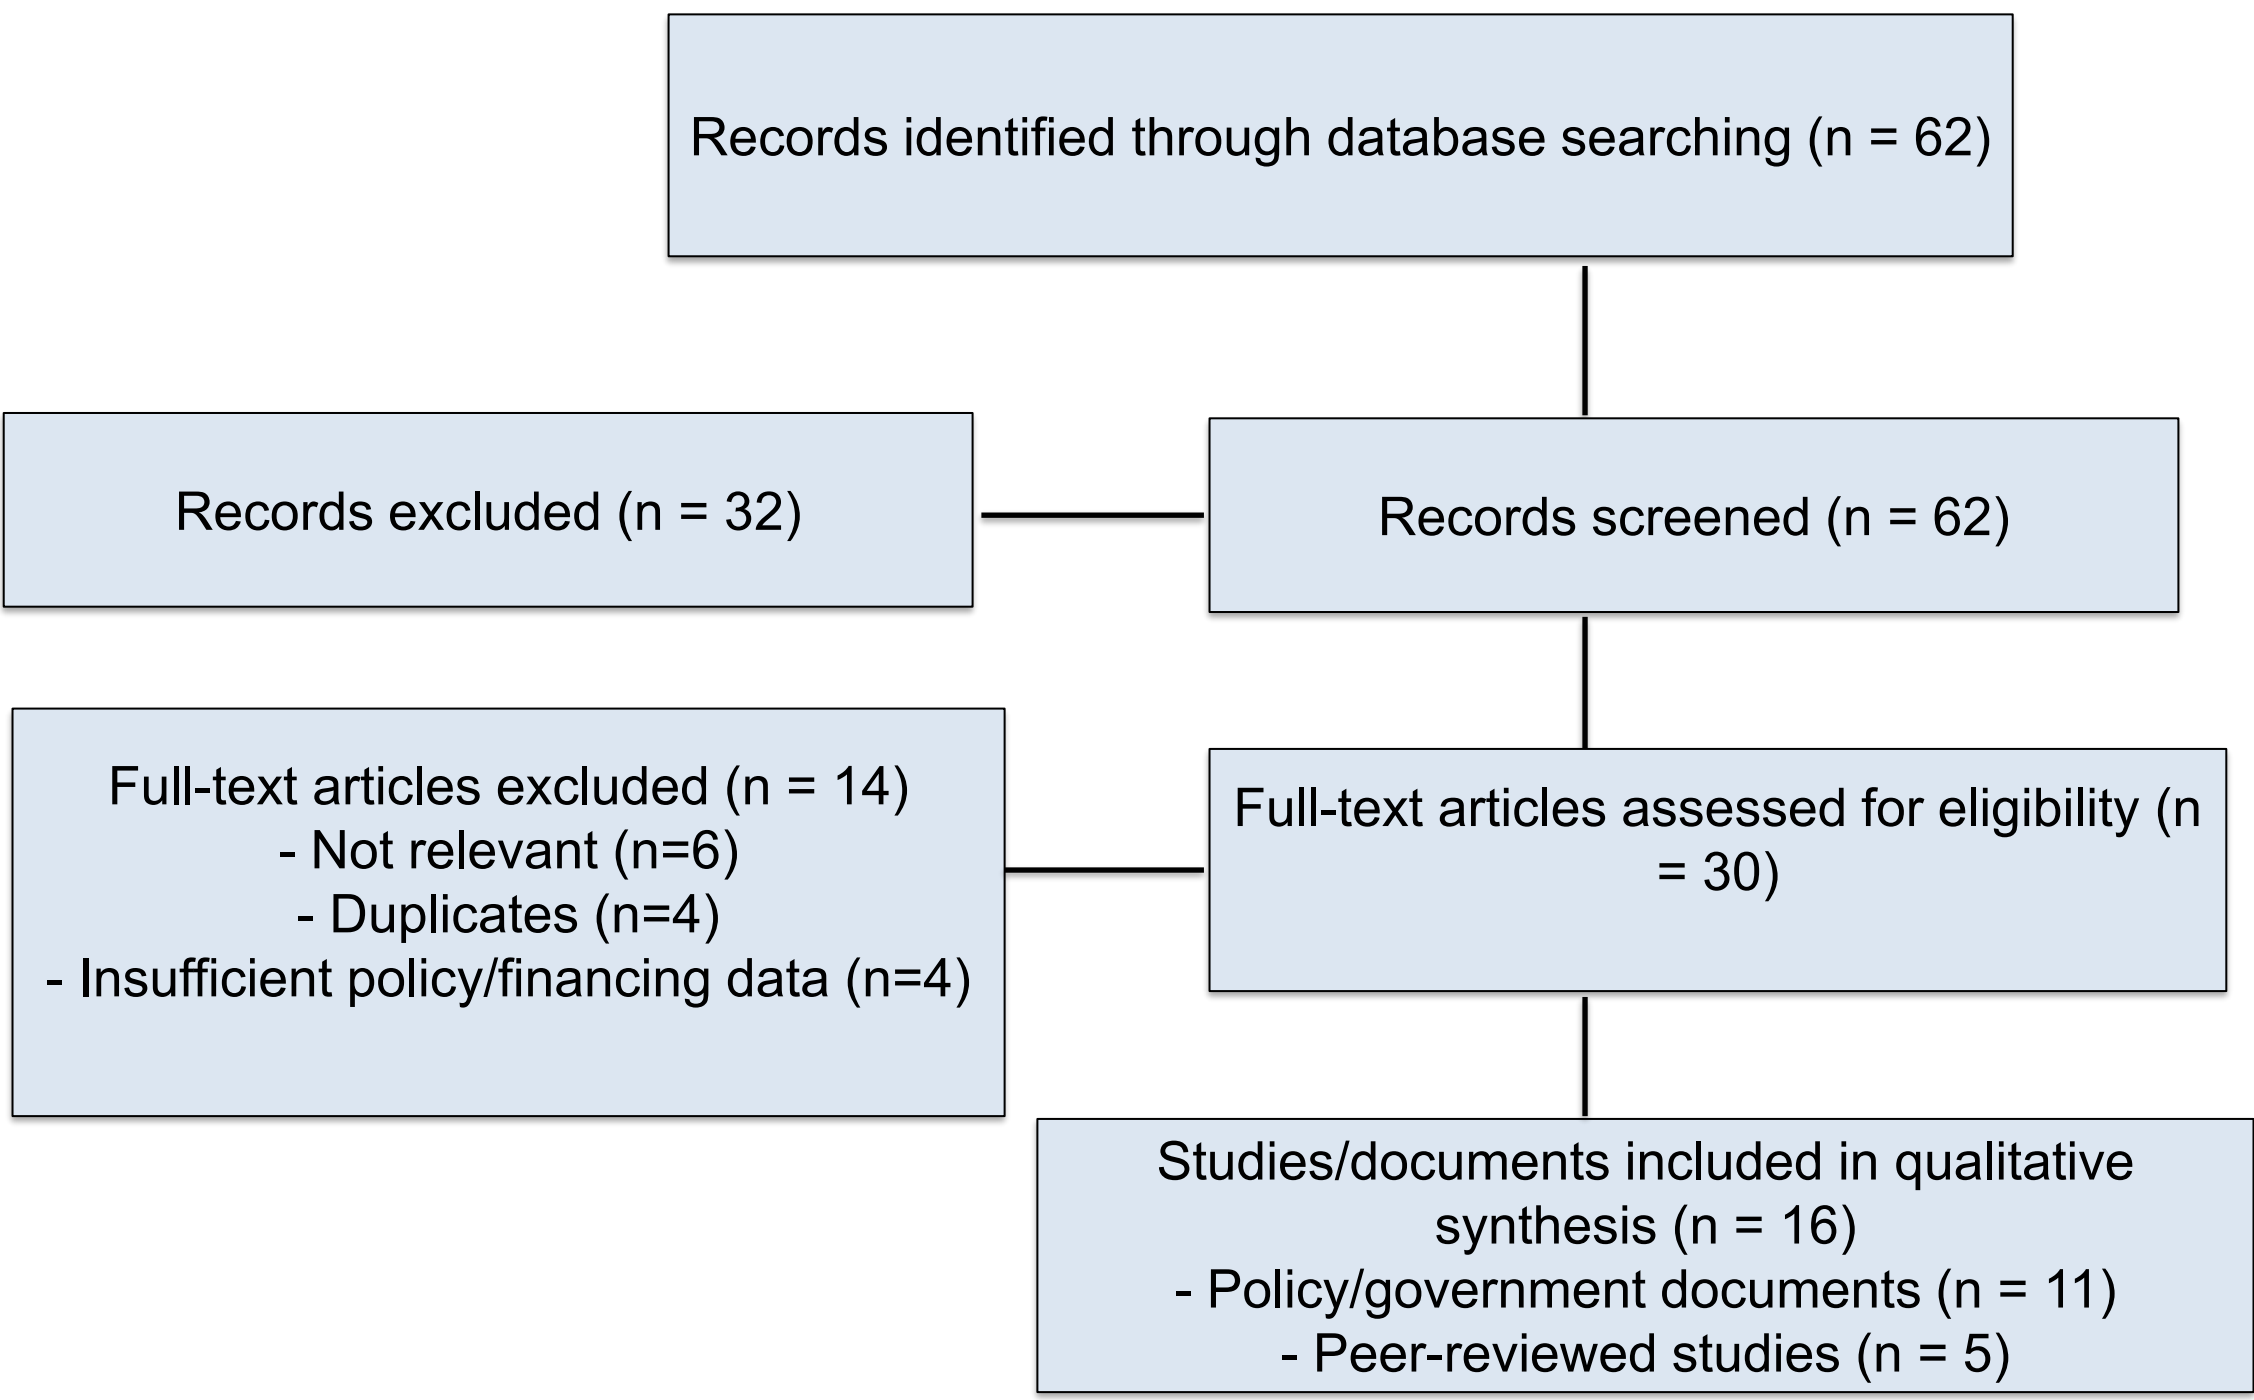 Records identified through database searching (n = 62)
Records excluded (n = 32)
Records screened (n = 62)
Full-text articles excluded (n = 14)
- Not relevant (n=6)
- Duplicates (n=4)
- Insufficient policy/financing data (n=4)
Full-text articles assessed for eligibility (n
= 30)
Studies/documents included in qualitative
synthesis (n = 16)
- Policy/government documents (n = 11)
- Peer-reviewed studies (n = 5)